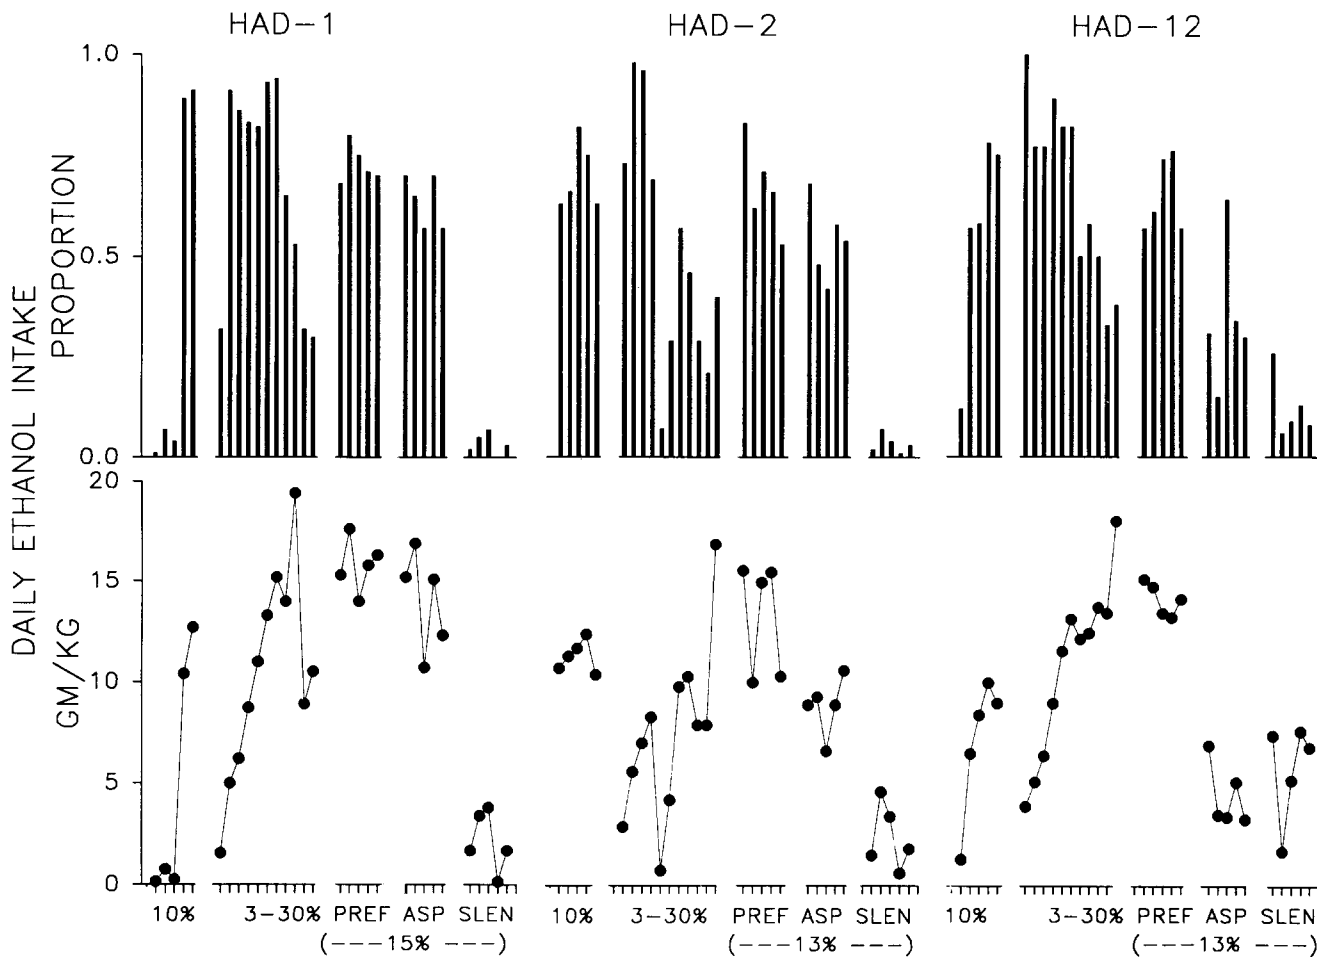 HAD-1 HAD-2 HAD-12
DAILY ETHANOL INTAKE
PROPORTION
1.0
0.5
0.0
GM/KG
20
15
10
5
0
10% 3-30% PREF ASP SLEN 10% 3-30% PREF ASP SLEN 10% 3-30% PREF ASP SLEN
(---15% ---) (---13% ---) (---13% ---)